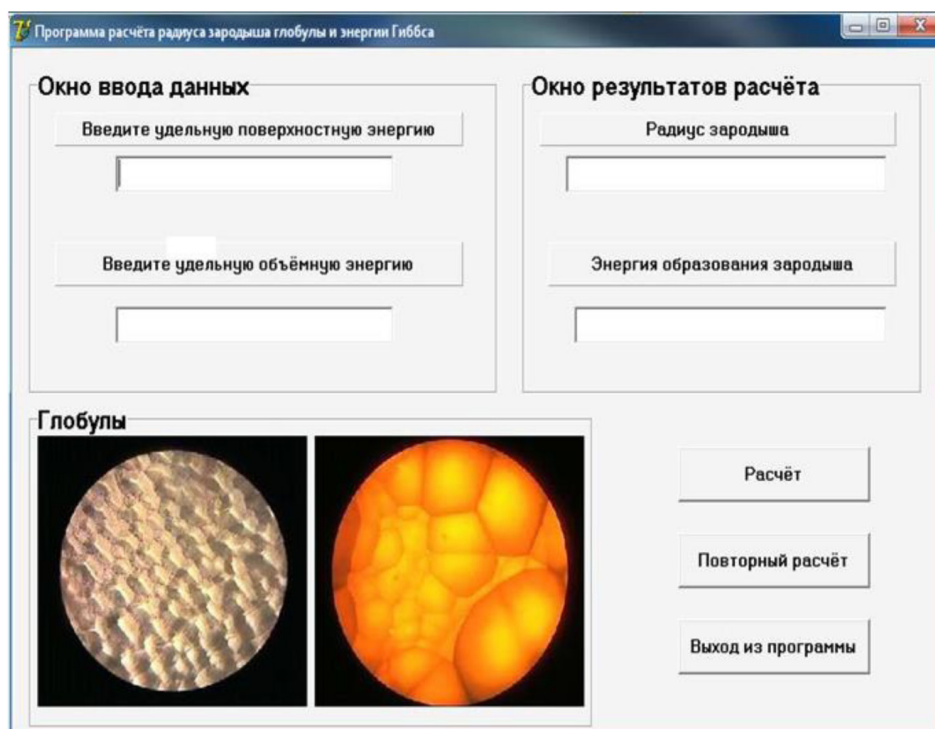 Программа расчёта радиуса зародыша глобулы и энергии Гиббса
Окно ввода данных
Введите удельную поверхностную энергию
Введите удельную объёмную энергию
Окно результатов расчёта
Радиус зародыша
Энергия образования зародыша
Глобулы
Расчёт
Повторный расчёт
Выход из программы